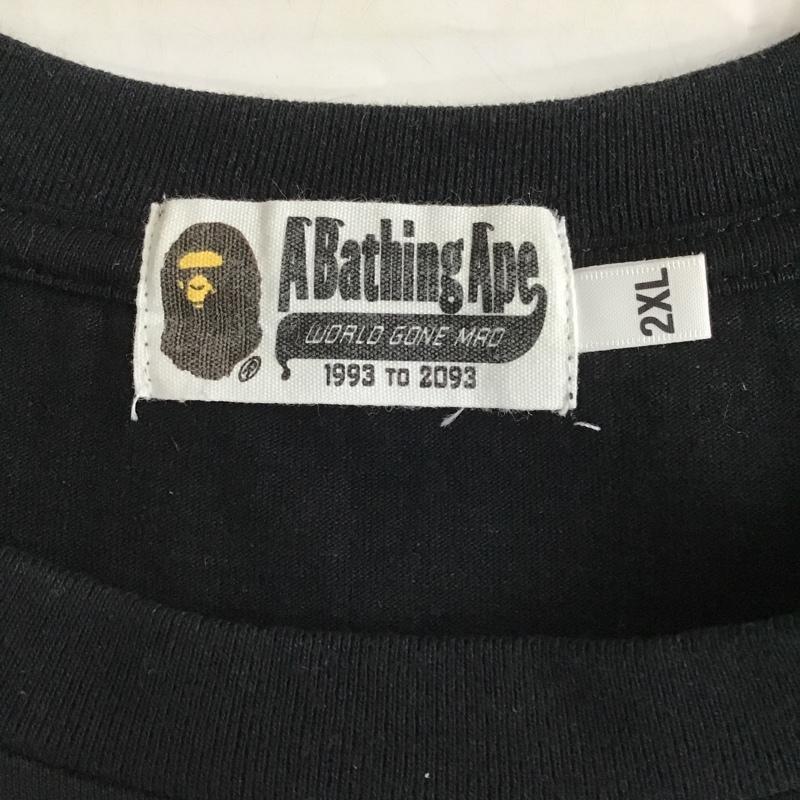 A Bathing Ape
WORLD GONE MAD
1993 TO 2093
®
2XL